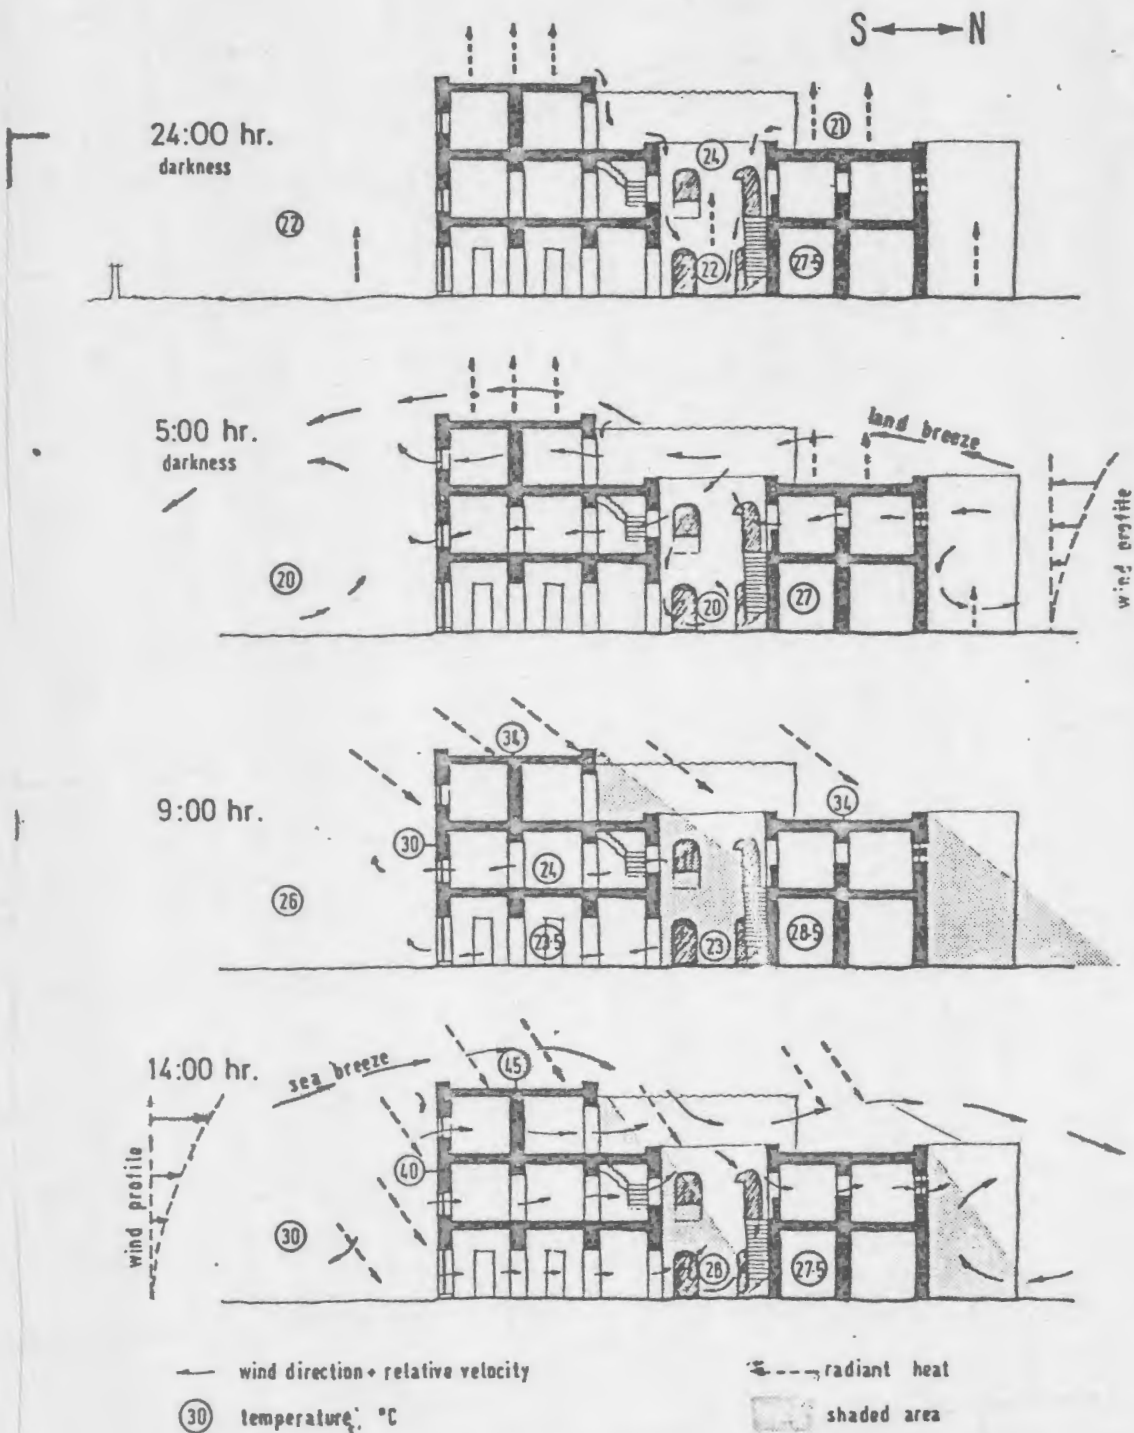 S N
24:00 hr.
darkness
21
24
22
22
27·5
5:00 hr.
darkness
land breeze
wind profile
20
20
27
9:00 hr.
34
34
30
24
26
23
28·5
14:00 hr.
sea breeze
45
wind profile
40
30
28
27·5
wind direction + relative velocity
radiant heat
30 temperature, °C
shaded area